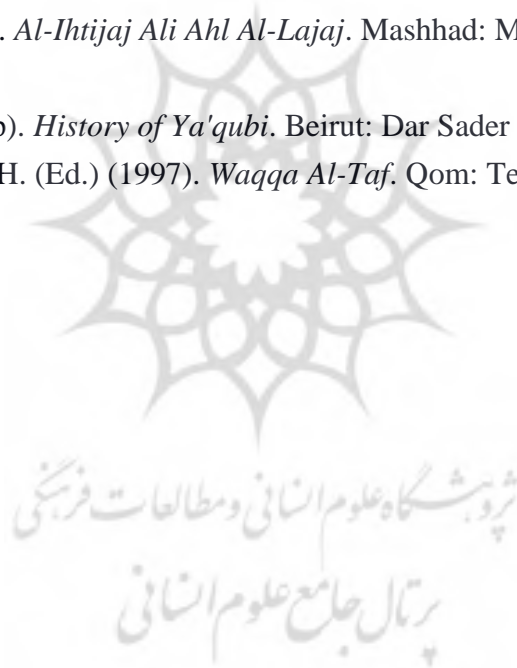 . Al-Ihtijaj Ali Ahl Al-Lajaj. Mashhad: M
o). History of Ya'qubi. Beirut: Dar Sader
H. (Ed.) (1997). Waqqa Al-Taf. Qom: Te
پژوهشگاه علوم انسانی و مطالعات فرهنگی
پرتال جامع علوم انسانی